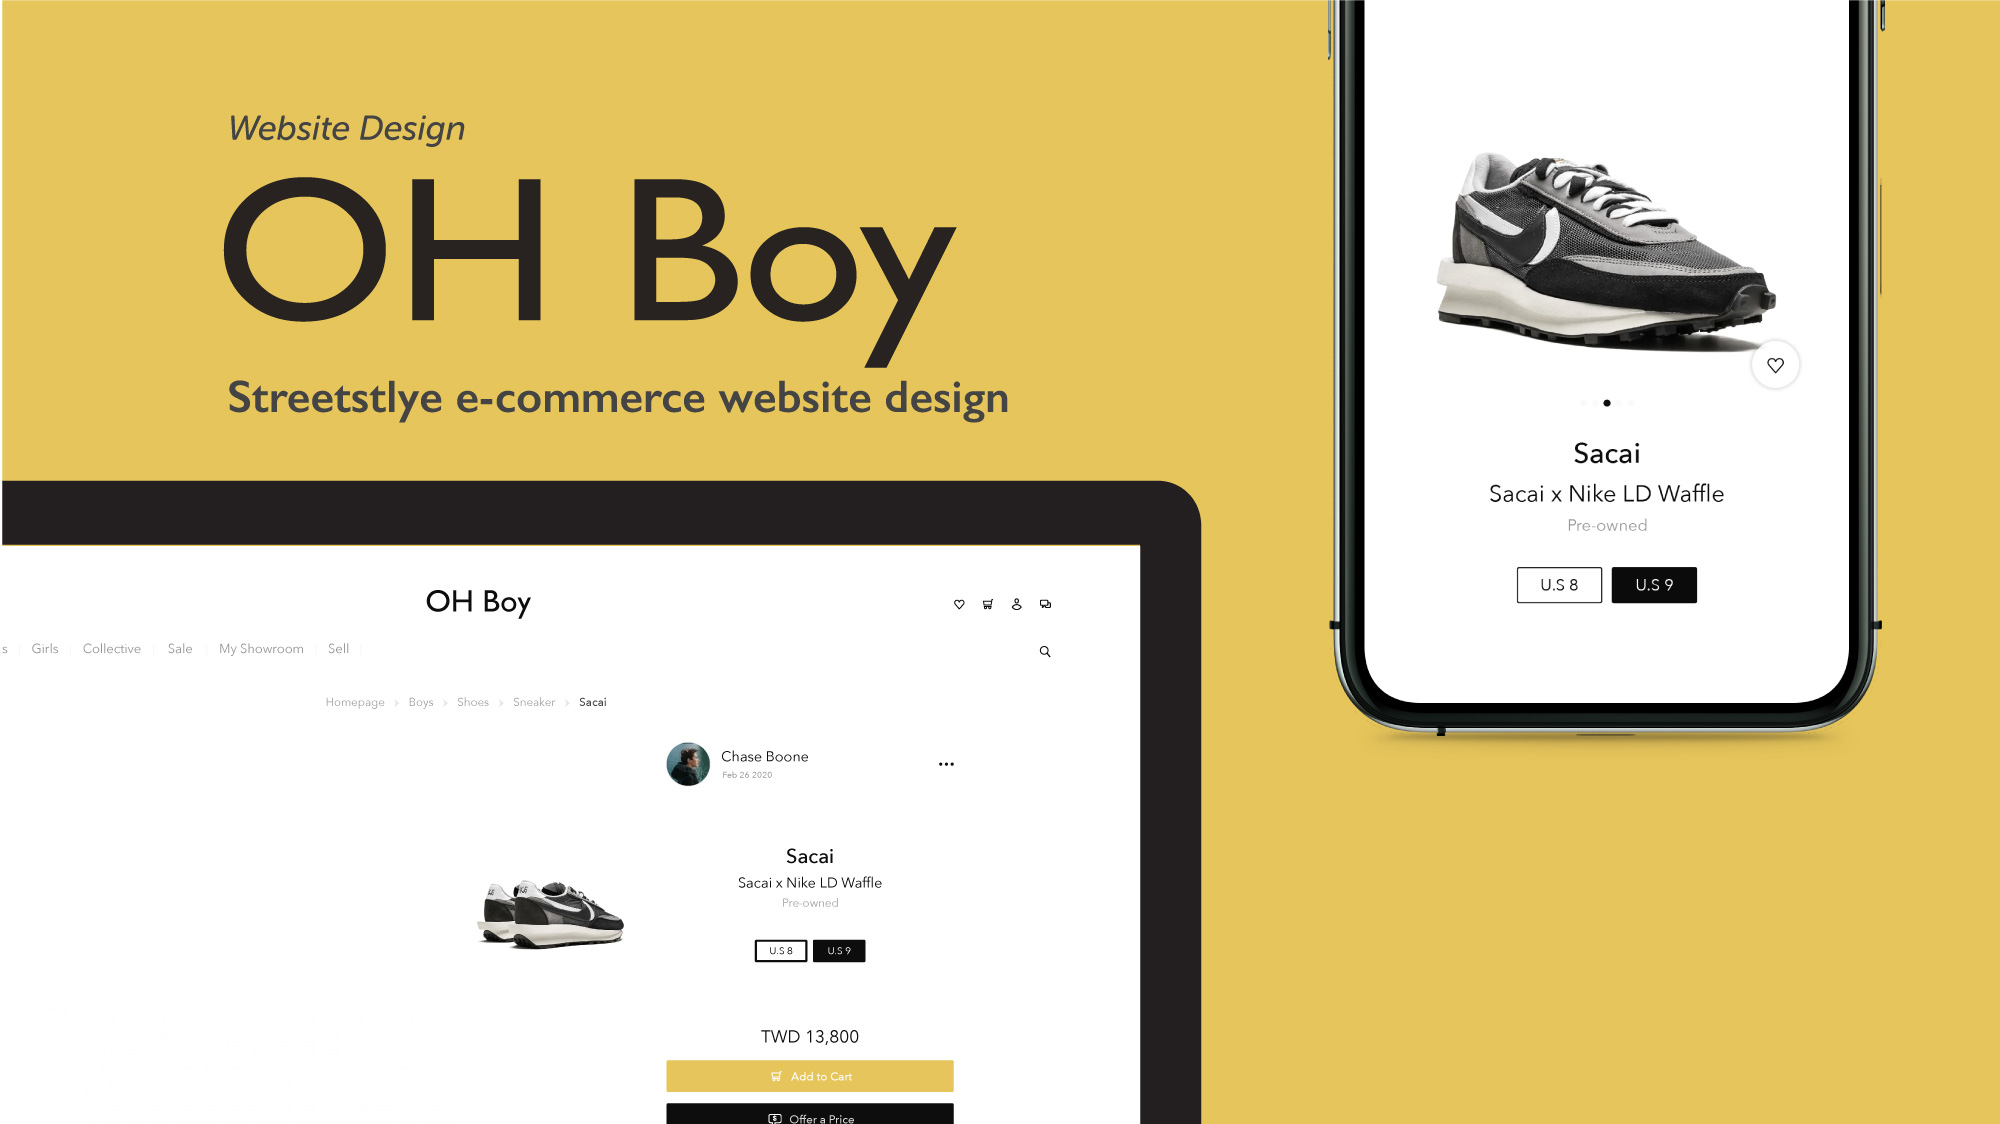 Website Design
OH Boy
Streetstlye e-commerce website design
Sacai
Sacai x Nike LD Waffle
Pre-owned
U.S 8
U.S 9
OH Boy
s
Girls
Collective
Sale
My Showroom
Sell
Homepage > Boys > Shoes > Sneaker > Sacai
Chase Boone
Feb 26 2020
Sacai
Sacai x Nike LD Waffle
Pre-owned
U.S 8
U.S 9
TWD 13,800
Add to Cart
Offer a Price